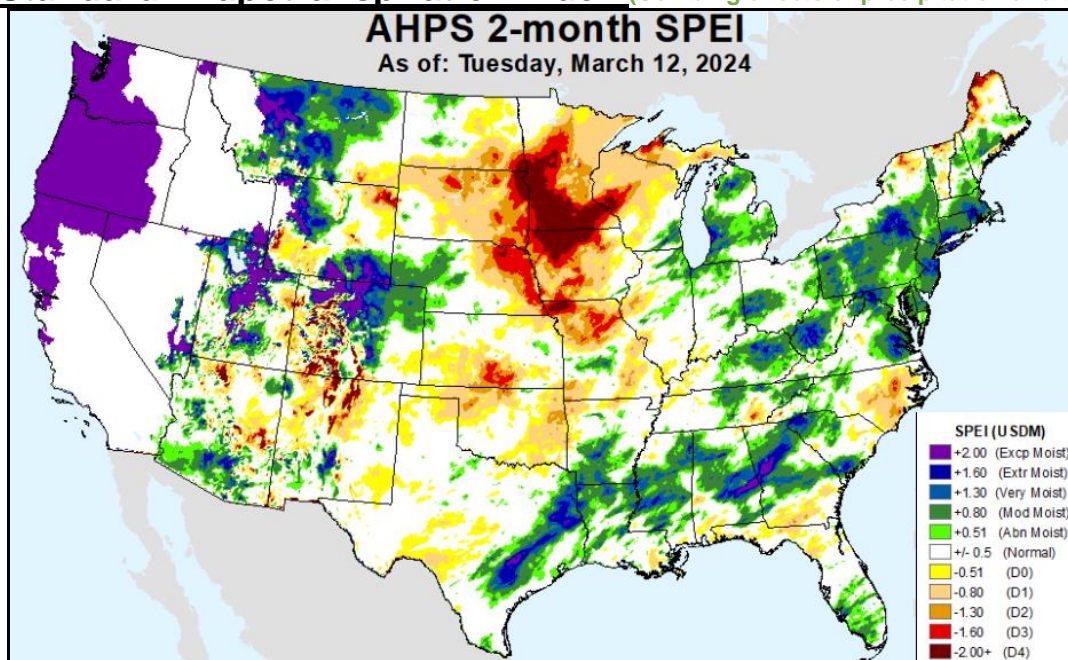 AHPS 2-month SPEI
As of: Tuesday, March 12, 2024
SPEI (USDM)
+2.00 (Excp Moist)
+1.60 (Extr Moist)
+1.30 (Very Moist)
+0.80 (Mod Moist)
+0.51 (Abn Moist)
+/- 0.5 (Normal)
-0.51 (D0)
-0.80 (D1)
-1.30 (D2)
-1.60 (D3)
-2.00+ (D4)